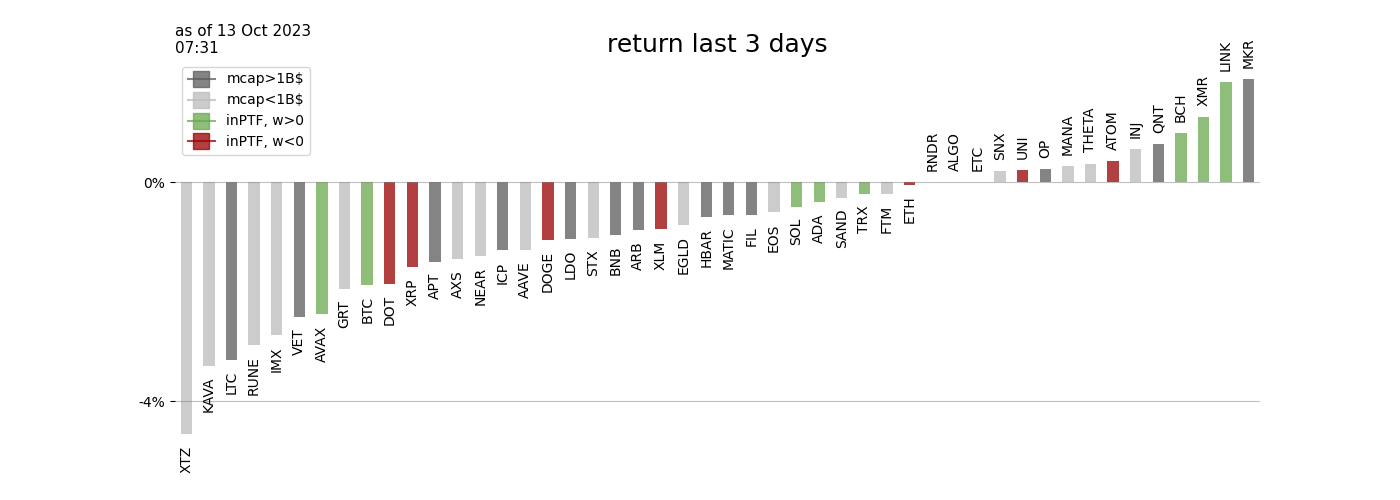 as of 13 Oct 2023
07:31
return last 3 days
mcap>1B$
mcap<1B$
inPTF, w>0
inPTF, w<0
0%
-4%
XTZ
KAVA
LTC
RUNE
IMX
VET
AVAX
GRT
BTC
DOT
XRP
APT
AXS
NEAR
ICP
AAVE
DOGE
LDO
STX
BNB
ARB
XLM
EGLD
HBAR
MATIC
FIL
EOS
SOL
ADA
SAND
TRX
FTM
ETH
RNDR
ALGO
ETC
SNX
UNI
OP
MANA
THETA
ATOM
INJ
QNT
BCH
XMR
LINK
MKR